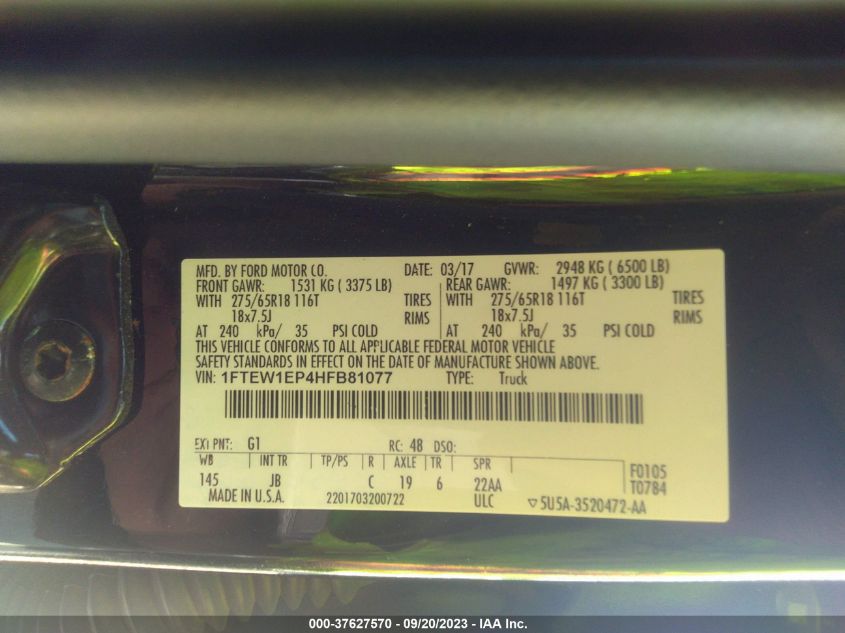 MFD. BY FORD MOTOR CO. DATE: 03/17 GVWR: 2948 KG ( 6500 LB)
FRONT GAWR: 1531 KG ( 3375 LB) REAR GAWR: 1497 KG ( 3300 LB)
WITH 275/65R18 116T TIRES WITH 275/65R18 116T TIRES
18x7.5J RIMS 18x7.5J RIMS
AT 240 kPa/ 35 PSI COLD AT 240 kPa/ 35 PSI COLD
THIS VEHICLE CONFORMS TO ALL APPLICABLE FEDERAL MOTOR VEHICLE
SAFETY STANDARDS IN EFFECT ON THE DATE OF MANUFACTURE SHOWN ABOVE.
VIN: 1FTEW1EP4HFB81077 TYPE: Truck
EXT PNT: G1 RC: 48 DSO:
WB INT TR TP/PS R AXLE TR SPR F0105
145 JB C 19 6 22AA T0784
MADE IN U.S.A. 2201703200722 ULC ▽5U5A-3520472-AA
000-37627570 - 09/20/2023 - IAA Inc.